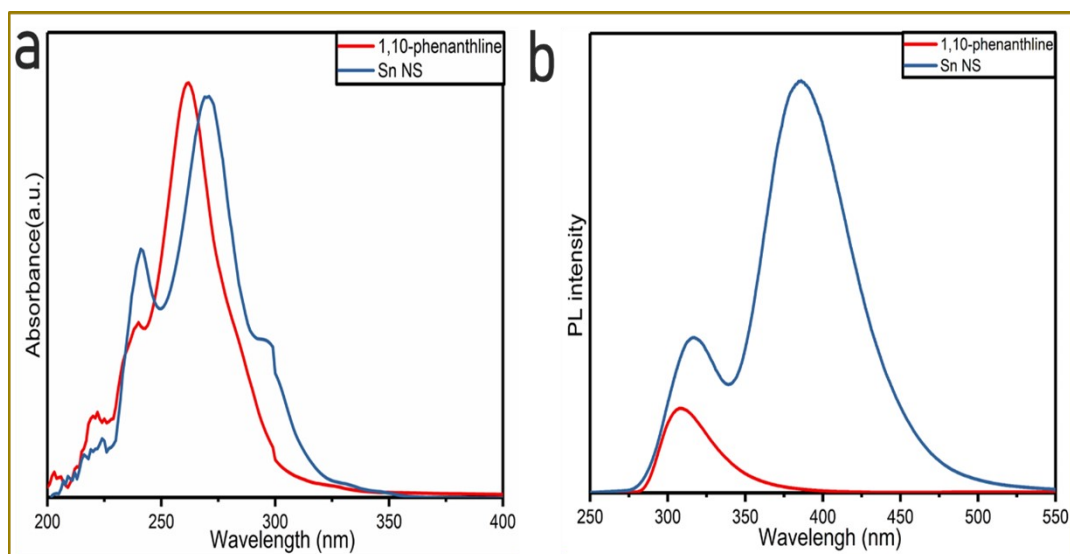 a
1,10-phenanthline
Sn NS
Absorbance(a.u.)
200
250
300
350
400
Wavelength (nm)
b
1,10-phenanthline
Sn NS
PL intensity
250
300
350
400
450
500
550
Wavelengh (nm)